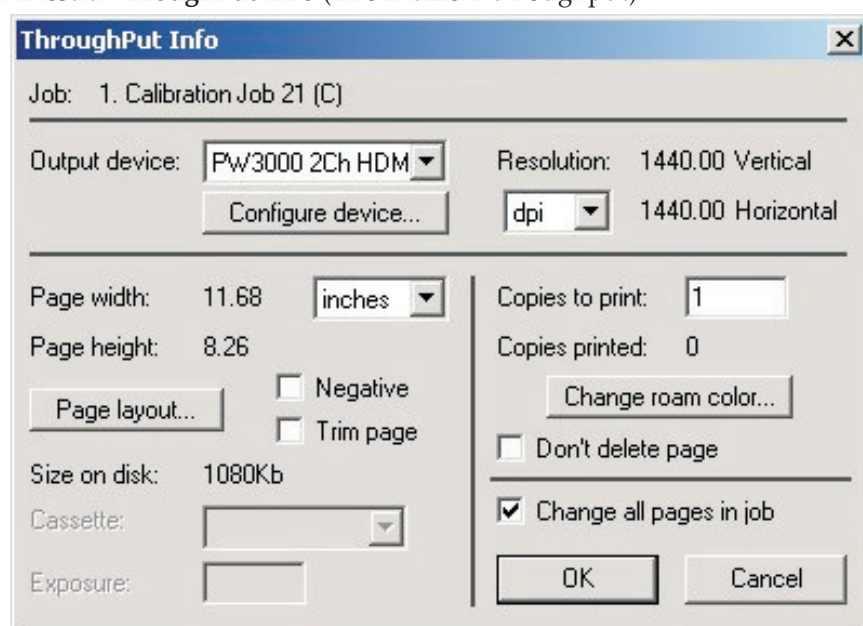 ThroughPut Info
Job: 1. Calibration Job 21 (C)
Output device: PW3000 2Ch HDM
Configure device...
Resolution: 1440.00 Vertical
dpi 1440.00 Horizontal
Page width: 11.68 inches
Page height: 8.26
Negative
Page layout...
Trim page
Size on disk: 1080Kb
Cassette:
Exposure:
Copies to print: 1
Copies printed: 0
Change roam color...
Don't delete page
Change all pages in job
OK Cancel